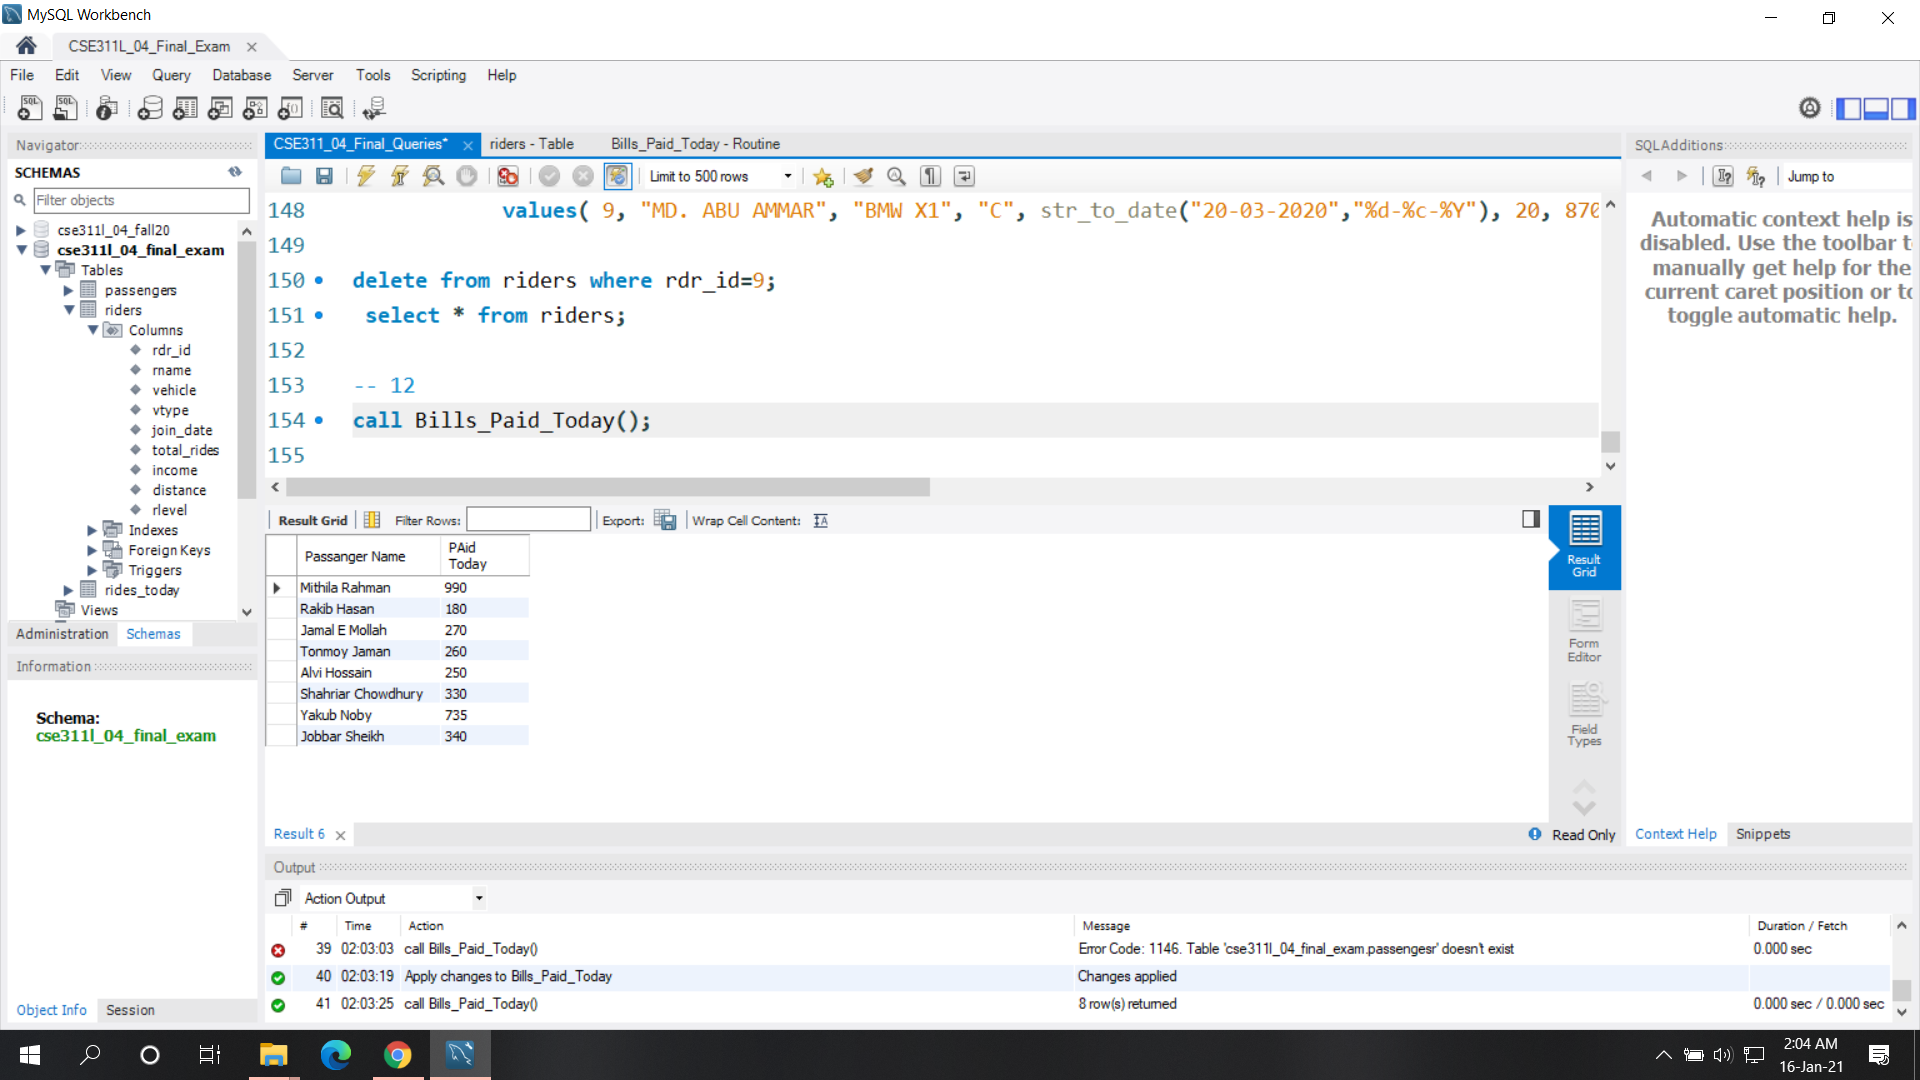 MySQL Workbench
CSE311L_04_Final_Exam
File Edit View Query Database Server Tools Scripting Help
Navigator
SCHEMAS
Filter objects
cse311l_04_fall20
cse311l_04_final_exam
Tables
passengers
riders
Columns
rdr_id
rname
vehicle
vtype
join_date
total_rides
income
distance
rlevel
Indexes
Foreign Keys
Triggers
rides_today
Views
Administration Schemas
Information
Schema:
cse311l_04_final_exam
Object Info Session
CSE311_04_Final_Queries* riders - Table Bills_Paid_Today - Routine
Limit to 500 rows
148 values( 9, "MD. ABU AMMAR", "BMW X1", "C", str_to_date("20-03-2020","%d-%c-%Y"), 20, 870
149
150 delete from riders where rdr_id=9;
151 select * from riders;
152
153 -- 12
154 call Bills_Paid_Today();
155
Result Grid Filter Rows: Export: Wrap Cell Content:
Passanger Name PAid Today
Mithila Rahman 990
Rakib Hasan 180
Jamal E Mollah 270
Tonmoy Jaman 260
Alvi Hossain 250
Shahriar Chowdhury 330
Yakub Noby 735
Jobbar Sheikh 340
Result Grid
Form Editor
Field Types
Result 6 Read Only
Output
Action Output
# Time Action Message Duration / Fetch
39 02:03:03 call Bills_Paid_Today() Error Code: 1146. Table 'cse311l_04_final_exam.passengesr' doesn't exist 0.000 sec
40 02:03:19 Apply changes to Bills_Paid_Today Changes applied
41 02:03:25 call Bills_Paid_Today() 8 row(s) returned 0.000 sec / 0.000 sec
SQLAdditions
Jump to
Automatic context help is
disabled. Use the toolbar t
manually get help for the
current caret position or to
toggle automatic help.
Context Help Snippets
2:04 AM
16-Jan-21